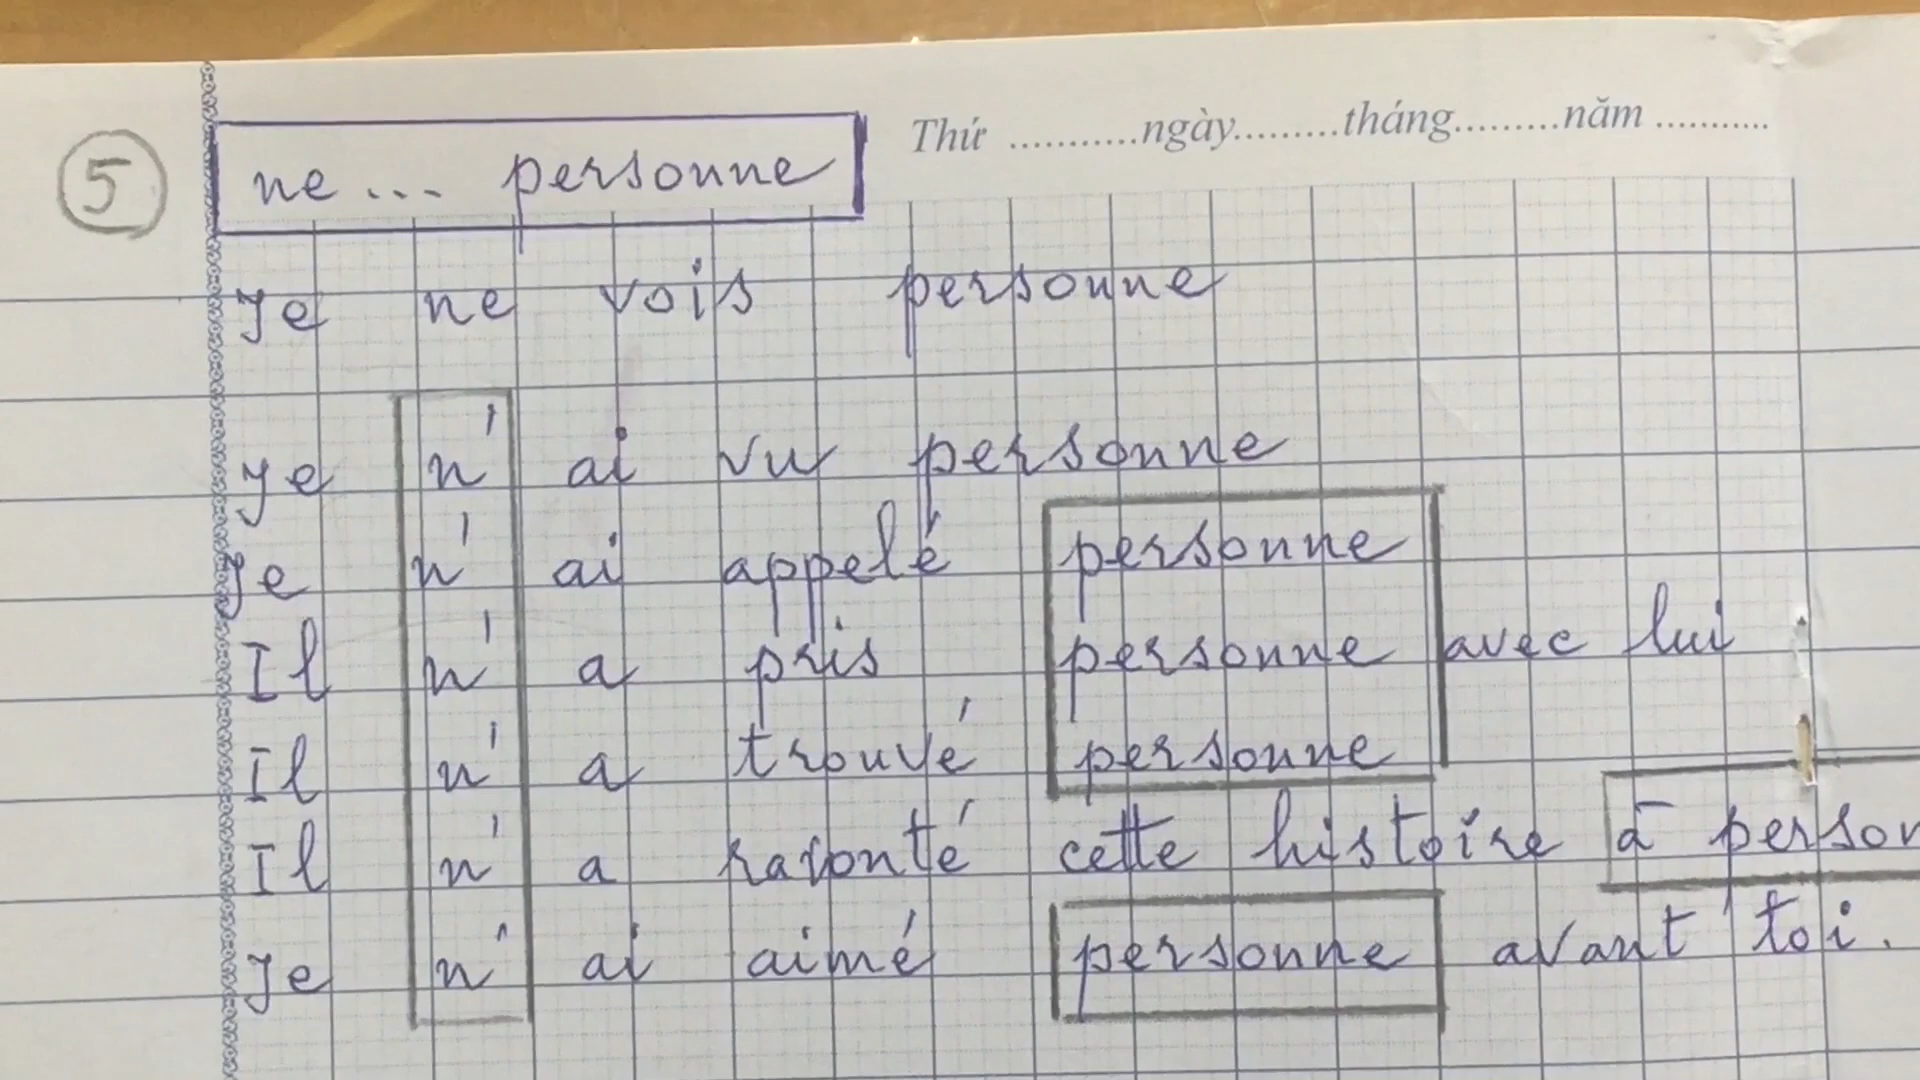 5
ne ... personne
Thứ ...........ngày.........tháng.........năm ...........
Je ne vois personne
Je n' ai vu personne
Je n' ai appelé personne
Il n' a pris personne avec lui
Il n' a trouvé personne
Il n' a raconté cette histoire à person
Je n' ai aimé personne avant toi.